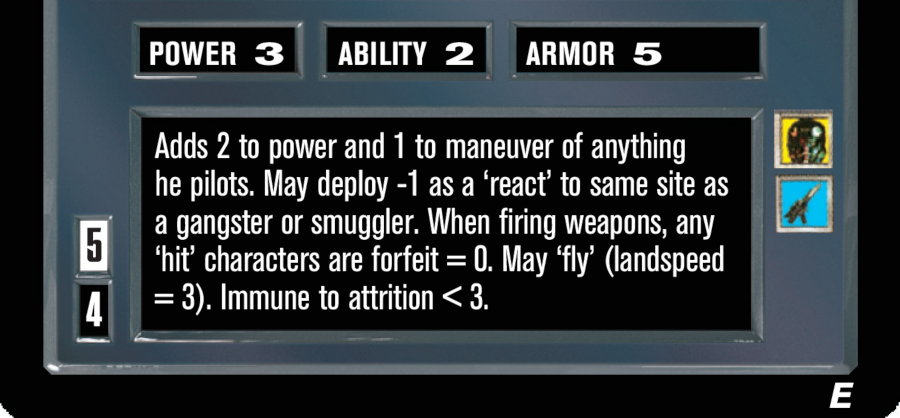 POWER 3 ABILITY 2 ARMOR 5
Adds 2 to power and 1 to maneuver of anything
he pilots. May deploy -1 as a ‘react’ to same site as
a gangster or smuggler. When firing weapons, any
‘hit’ characters are forfeit = 0. May ‘fly’ (landspeed
= 3). Immune to attrition < 3.
5
4
E